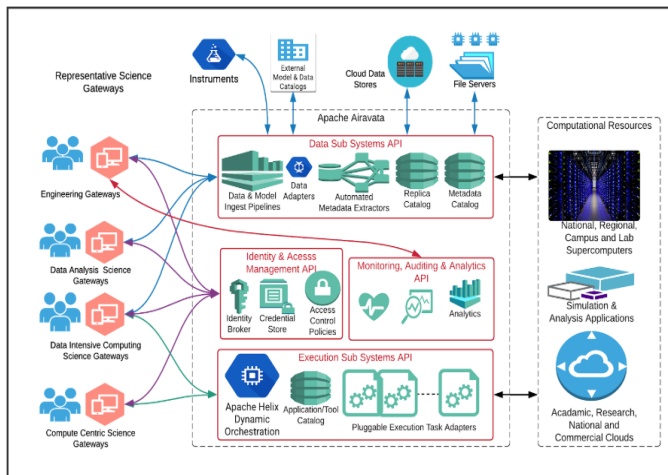 Representative Science
Gateways
Instruments
External
Model & Data
Catalogs
Cloud Data
Stores
File Servers
Apache Airavata
Data Sub Systems API
Data & Model
Ingest Pipelines
Data
Adapters
Automated
Metadata Extractors
Replica
Catalog
Metadata
Catalog
Engineering Gateways
Data Analysis Science
Gateways
Data Intensive Computing
Science Gateways
Compute Centric Science
Gateways
Identity & Acesss
Management API
Identity
Broker
Credential
Store
Access
Control
Policies
Monitoring, Auditing & Analytics
API
Analytics
Execution Sub Systems API
Apache Helix
Dynamic
Orchestration
Application/Tool
Catalog
Pluggable Execution Task Adapters
Computational Resources
National, Regional,
Campus and Lab
Supercomputers
Simulation &
Analysis Applications
Acadamic, Research,
National and
Commercial Clouds